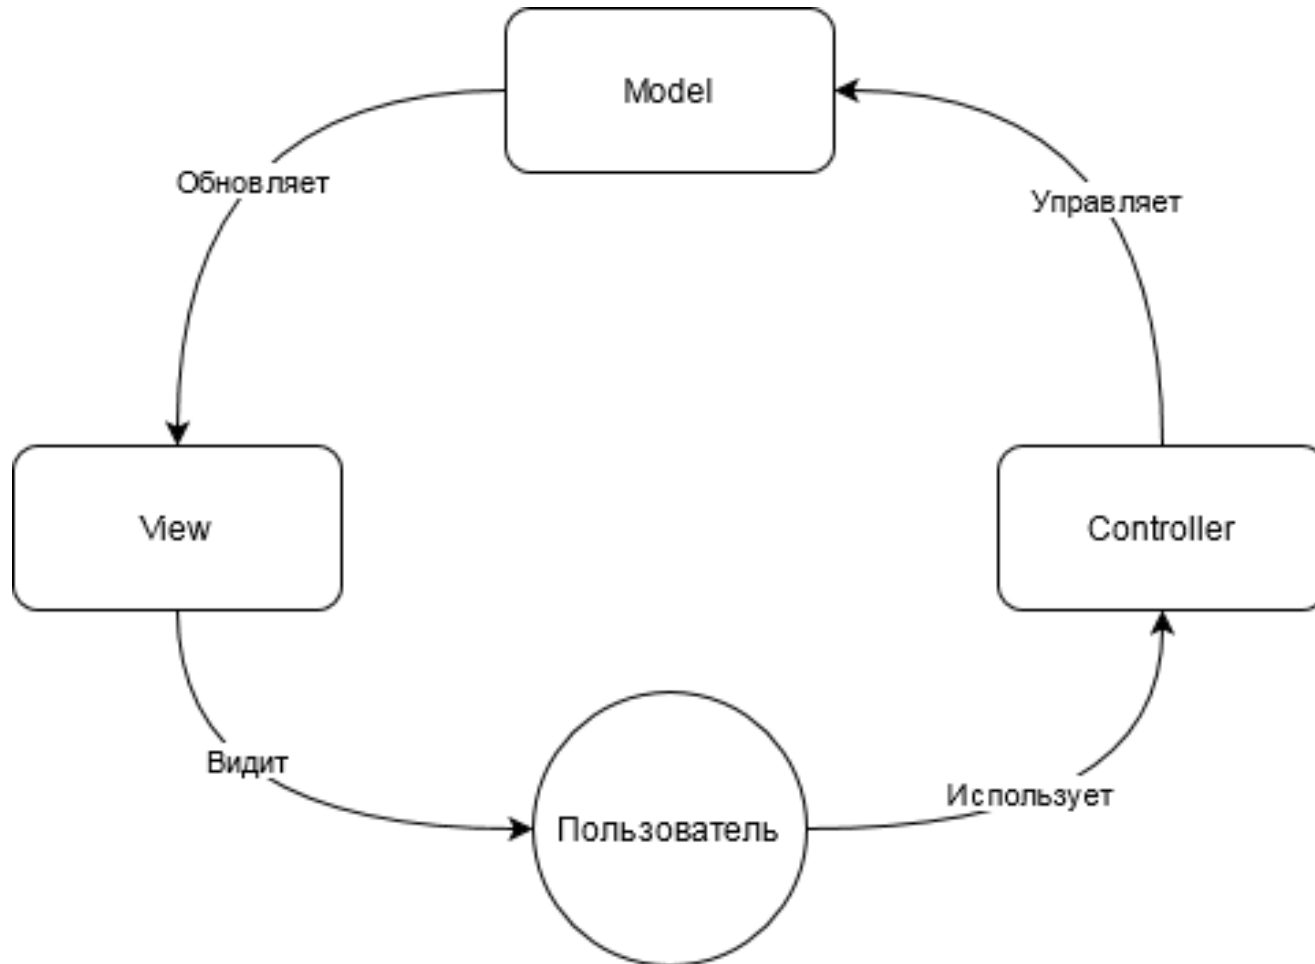 Model
Обновляет
Управляет
View
Controller
Видит
Использует
Пользователь